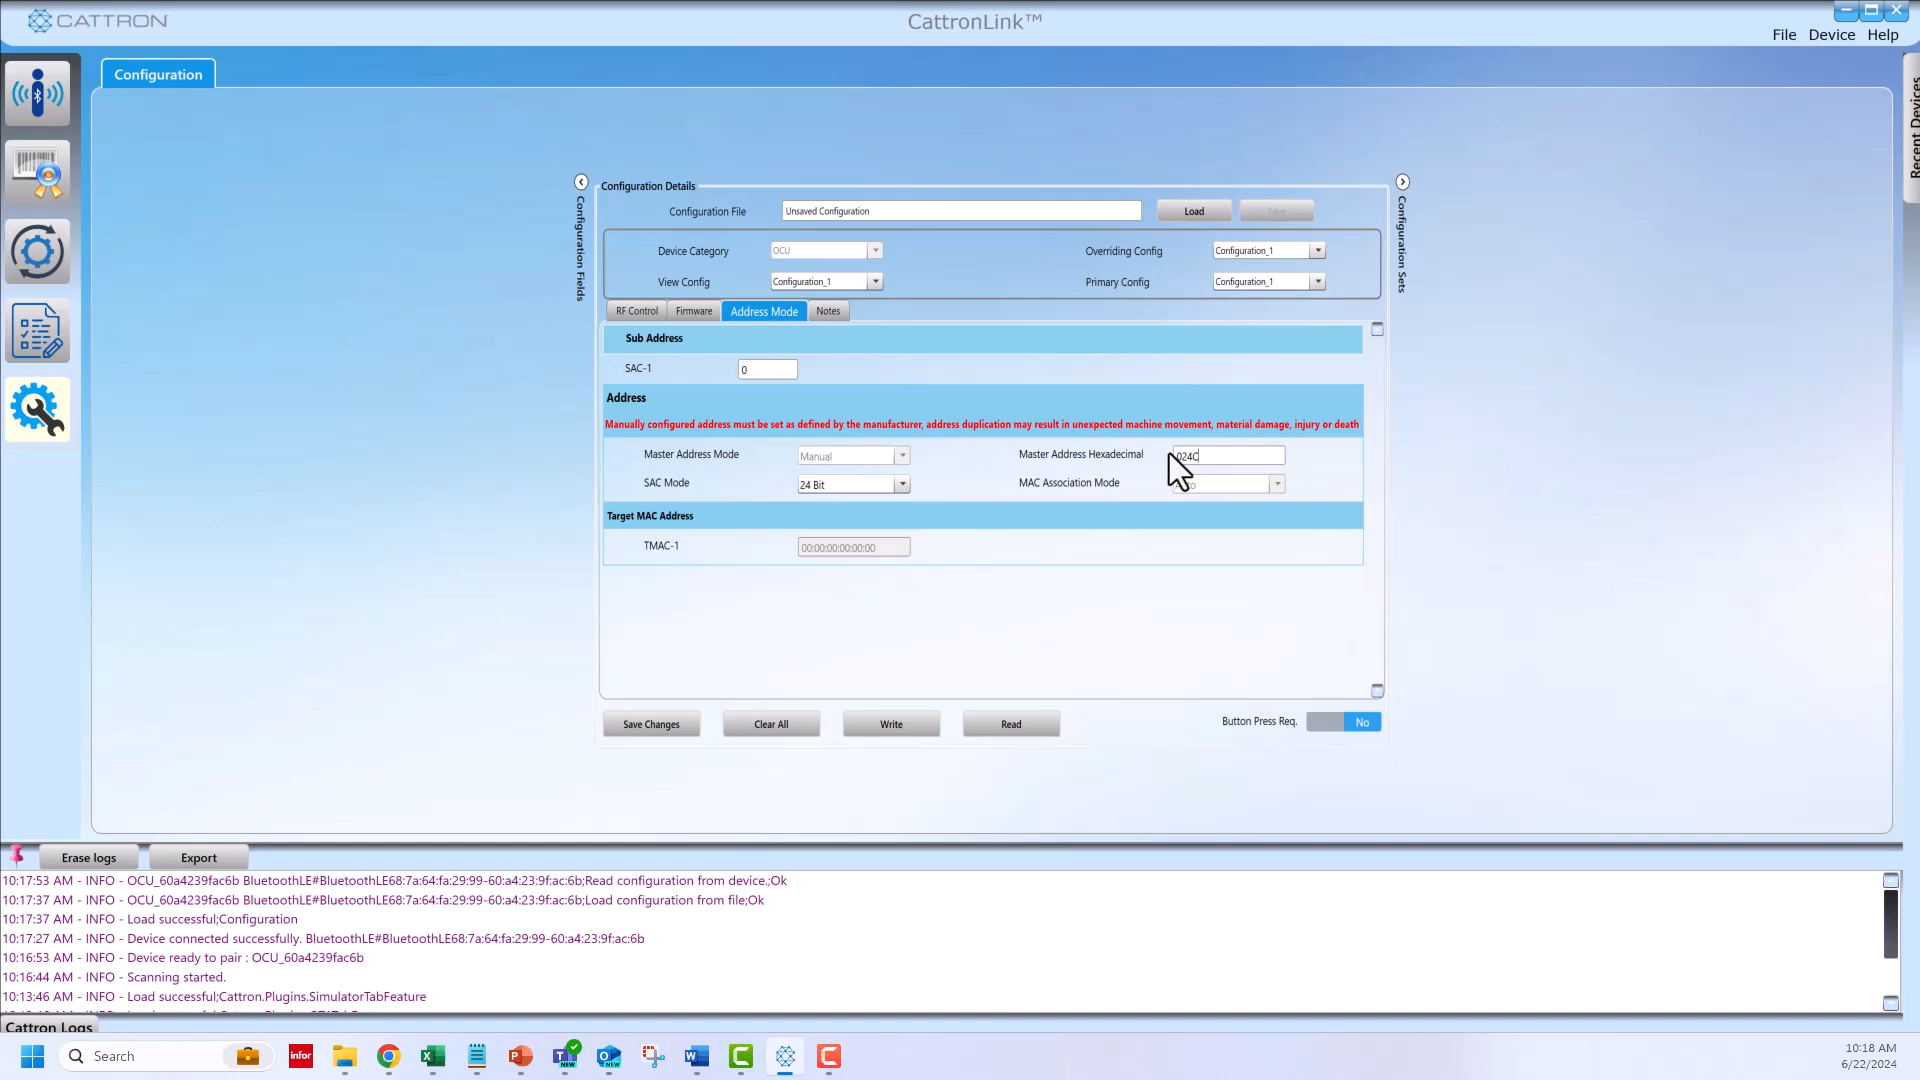 CATTRON
CattronLink™
File Device Help
Configuration
Recent Devices
Configuration Fields
Configuration Sets
Configuration Details
Configuration File Unsaved Configuration Load Save
Device Category OCU Overriding Config Configuration_1
View Config Configuration_1 Primary Config Configuration_1
RF Control Firmware Address Mode Notes
Sub Address
SAC-1 0
Address
Manually configured address must be set as defined by the manufacturer, address duplication may result in unexpected machine movement, material damage, injury or death
Master Address Mode Manual Master Address Hexadecimal 024C
SAC Mode 24 Bit MAC Association Mode
Target MAC Address
TMAC-1 00:00:00:00:00:00
Save Changes Clear All Write Read Button Press Req. No
Erase logs Export
10:17:53 AM - INFO - OCU_60a4239fac6b BluetoothLE#BluetoothLE68:7a:64:fa:29:99-60:a4:23:9f:ac:6b;Read configuration from device.;Ok
10:17:37 AM - INFO - OCU_60a4239fac6b BluetoothLE#BluetoothLE68:7a:64:fa:29:99-60:a4:23:9f:ac:6b;Load configuration from file;Ok
10:17:37 AM - INFO - Load successful;Configuration
10:17:27 AM - INFO - Device connected successfully. BluetoothLE#BluetoothLE68:7a:64:fa:29:99-60:a4:23:9f:ac:6b
10:16:53 AM - INFO - Device ready to pair : OCU_60a4239fac6b
10:16:44 AM - INFO - Scanning started.
10:13:46 AM - INFO - Load successful;Cattron.Plugins.SimulatorTabFeature
Cattron Logs
Search infor NEW NEW
10:18 AM
6/22/2024